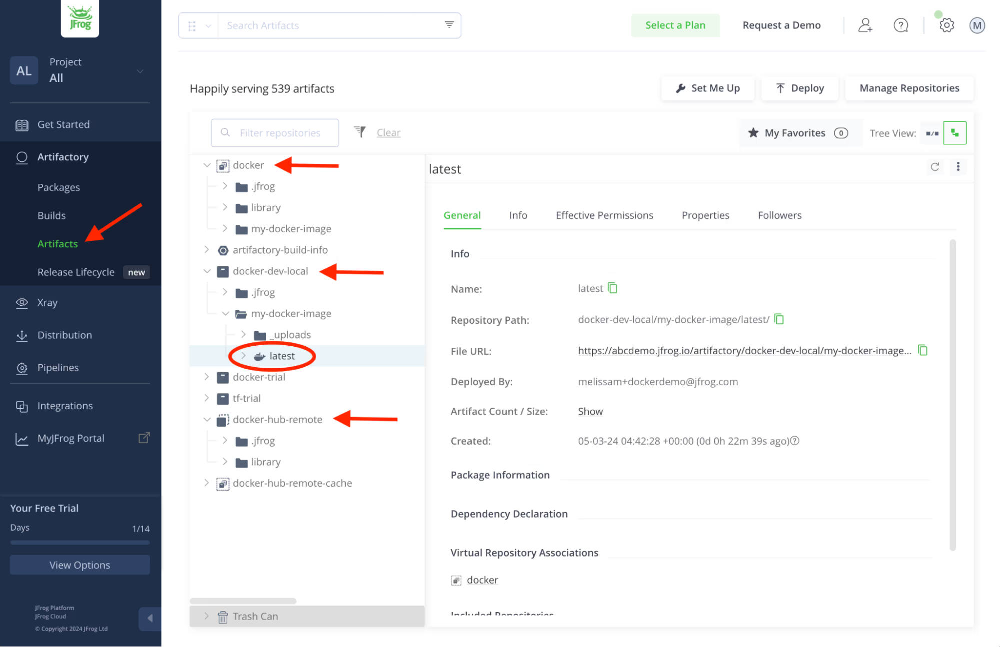 JFrog
AL
Project
All
Get Started
Artifactory
Packages
Builds
Artifacts
Release Lifecycle new
Xray
Distribution
Pipelines
Integrations
MyJFrog Portal
Your Free Trial
Days 1/14
View Options
JFrog Platform
JFrog Cloud
© Copyright 2024 JFrog Ltd
Search Artifacts
Select a Plan
Request a Demo
M
Happily serving 539 artifacts
Set Me Up
Deploy
Manage Repositories
Filter repositories
Clear
My Favorites 0
Tree View:
docker
.jfrog
library
my-docker-image
artifactory-build-info
docker-dev-local
.jfrog
my-docker-image
_uploads
latest
docker-trial
tf-trial
docker-hub-remote
.jfrog
library
docker-hub-remote-cache
Trash Can
latest
General Info Effective Permissions Properties Followers
Info
Name: latest
Repository Path: docker-dev-local/my-docker-image/latest/
File URL: https://abcdemo.jfrog.io/artifactory/docker-dev-local/my-docker-image...
Deployed By: melissam+dockerdemo@jfrog.com
Artifact Count / Size: Show
Created: 05-03-24 04:42:28 +00:00 (0d 0h 22m 39s ago)
Package Information
Dependency Declaration
Virtual Repository Associations
docker
Included Repositories